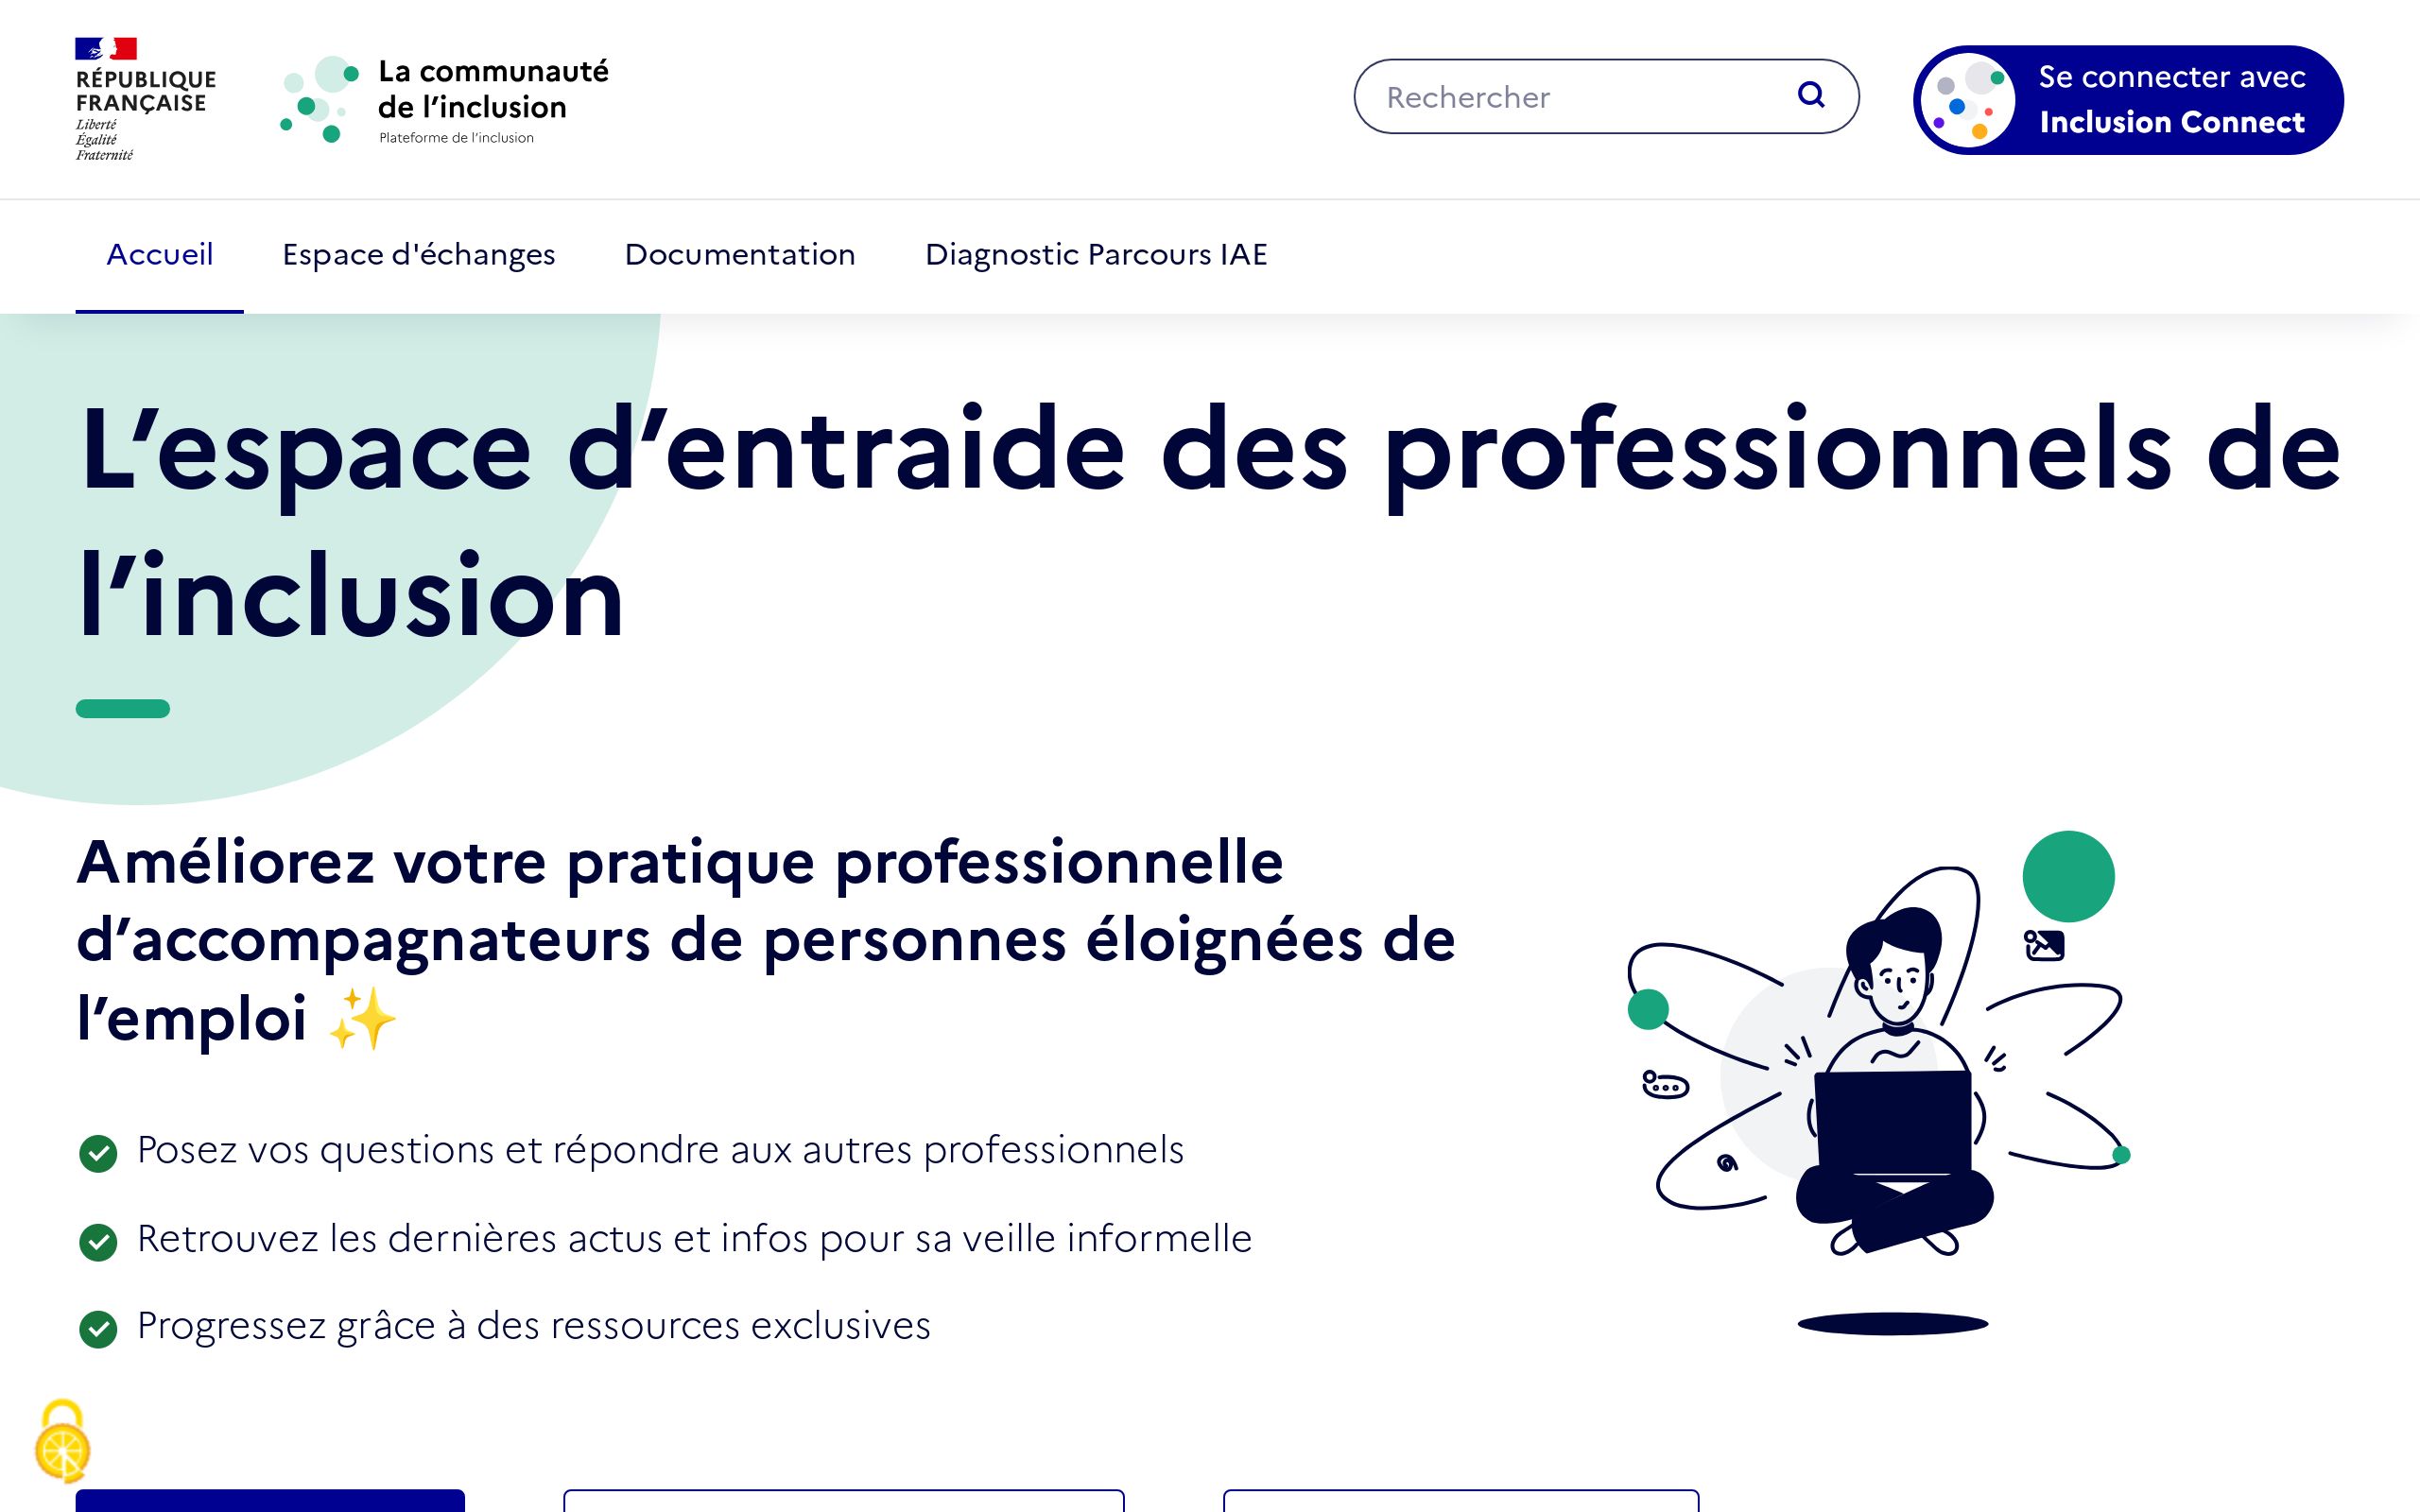 RÉPUBLIQUE
FRANÇAISE
Liberté
Égalité
Fraternité
La communauté
de l’inclusion
Plateforme de l’inclusion
Rechercher
Se connecter avec
Inclusion Connect
Accueil
Espace d'échanges
Documentation
Diagnostic Parcours IAE
L’espace d’entraide des professionnels de
l’inclusion
Améliorez votre pratique professionnelle
d’accompagnateurs de personnes éloignées de
l’emploi ✨
Posez vos questions et répondre aux autres professionnels
Retrouvez les dernières actus et infos pour sa veille informelle
Progressez grâce à des ressources exclusives